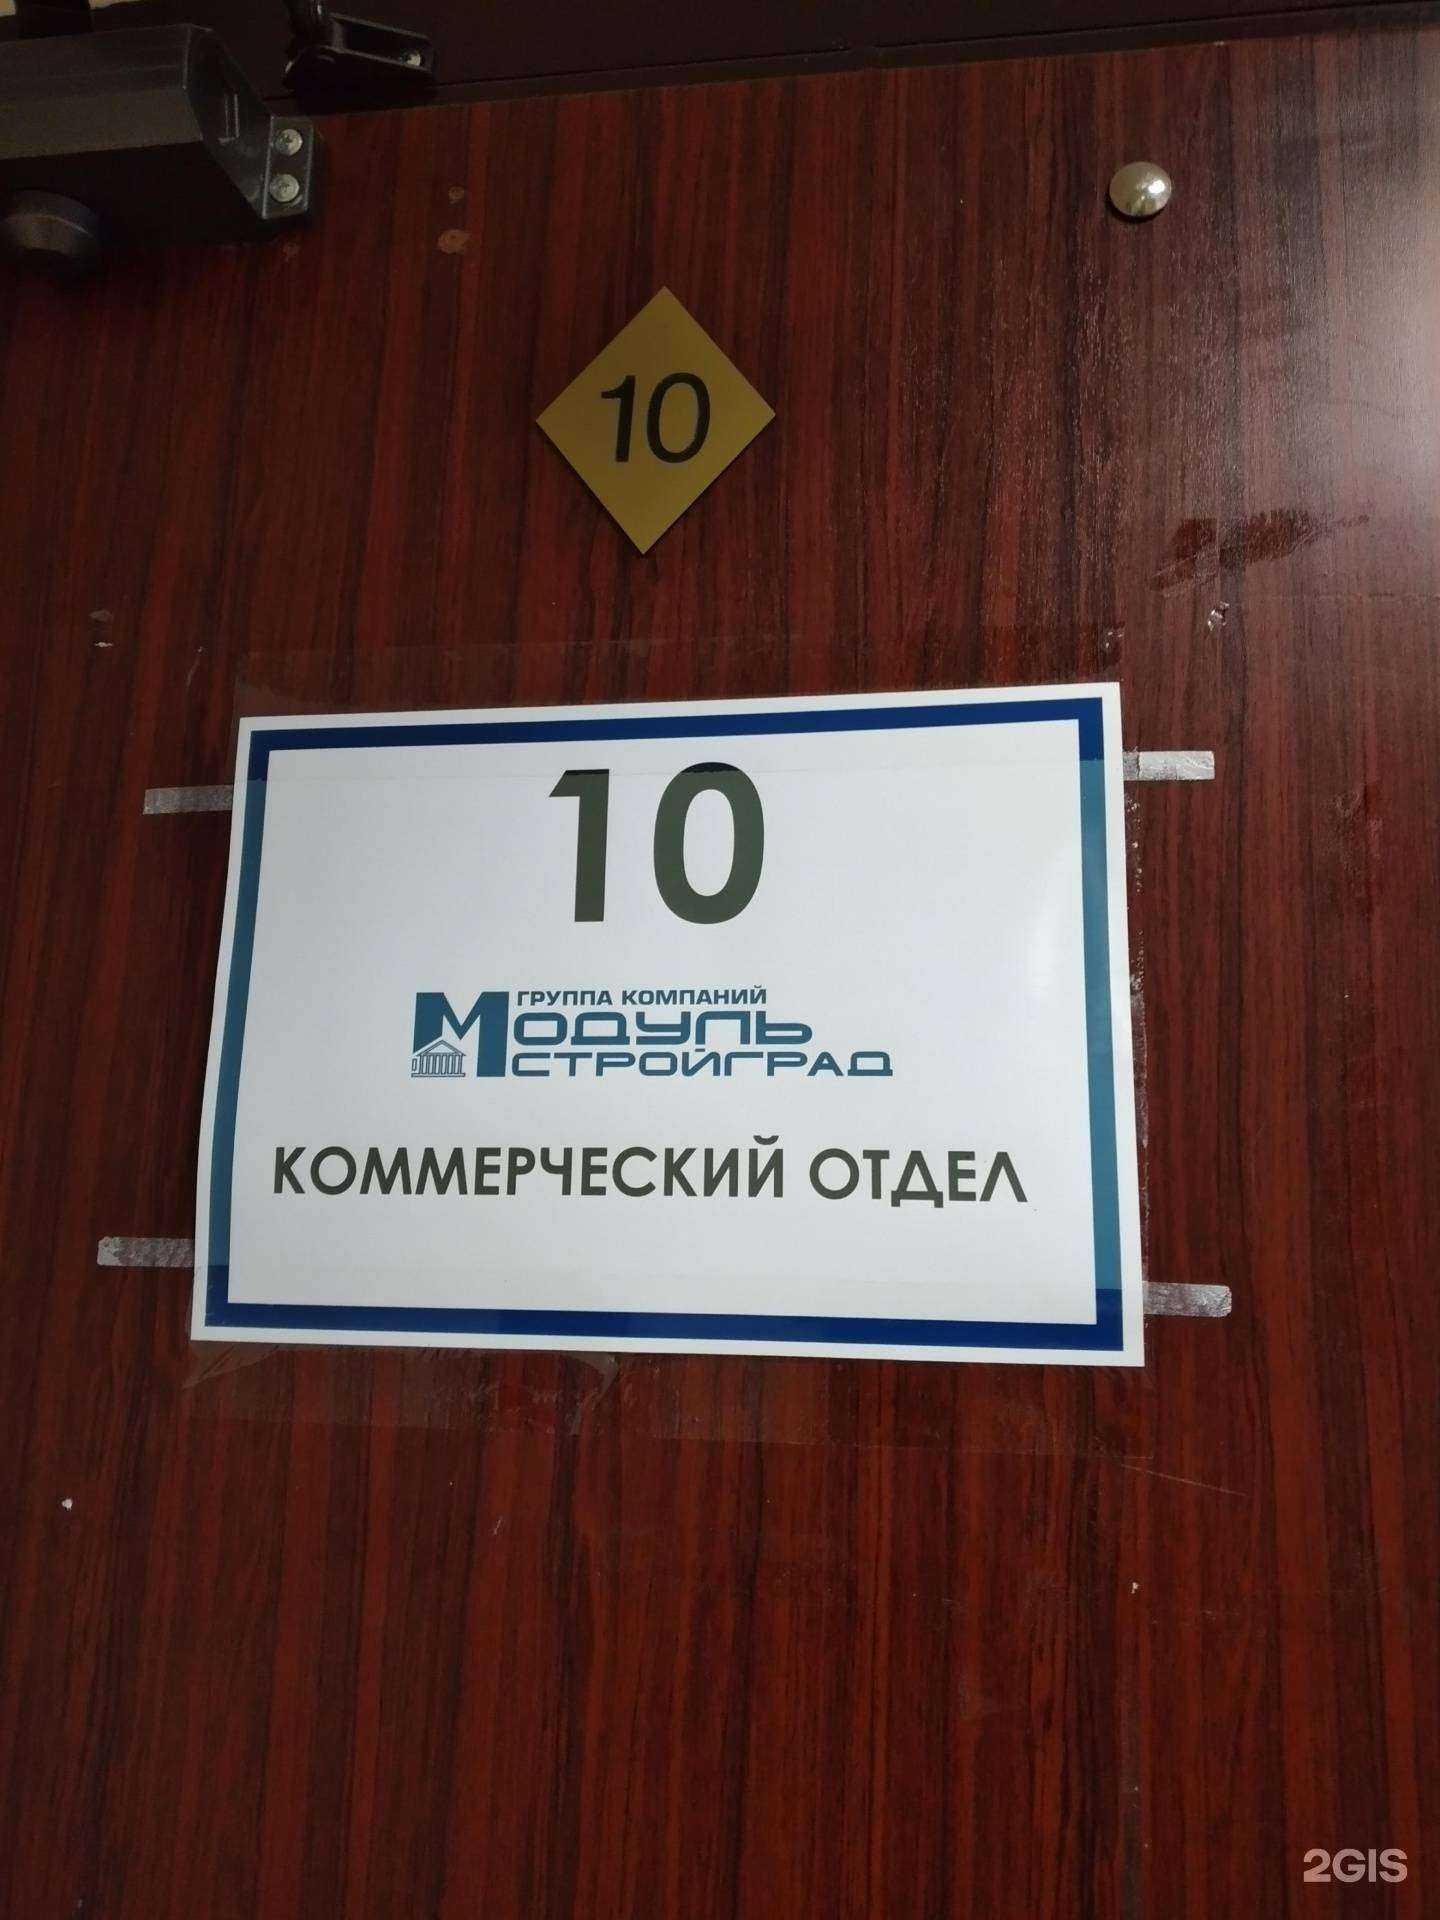 10
10
ГРУППА КОМПАНИЙ
МОДУЛЬ
СТРОЙГРАД
КОММЕРЧЕСКИЙ ОТДЕЛ
2GIS